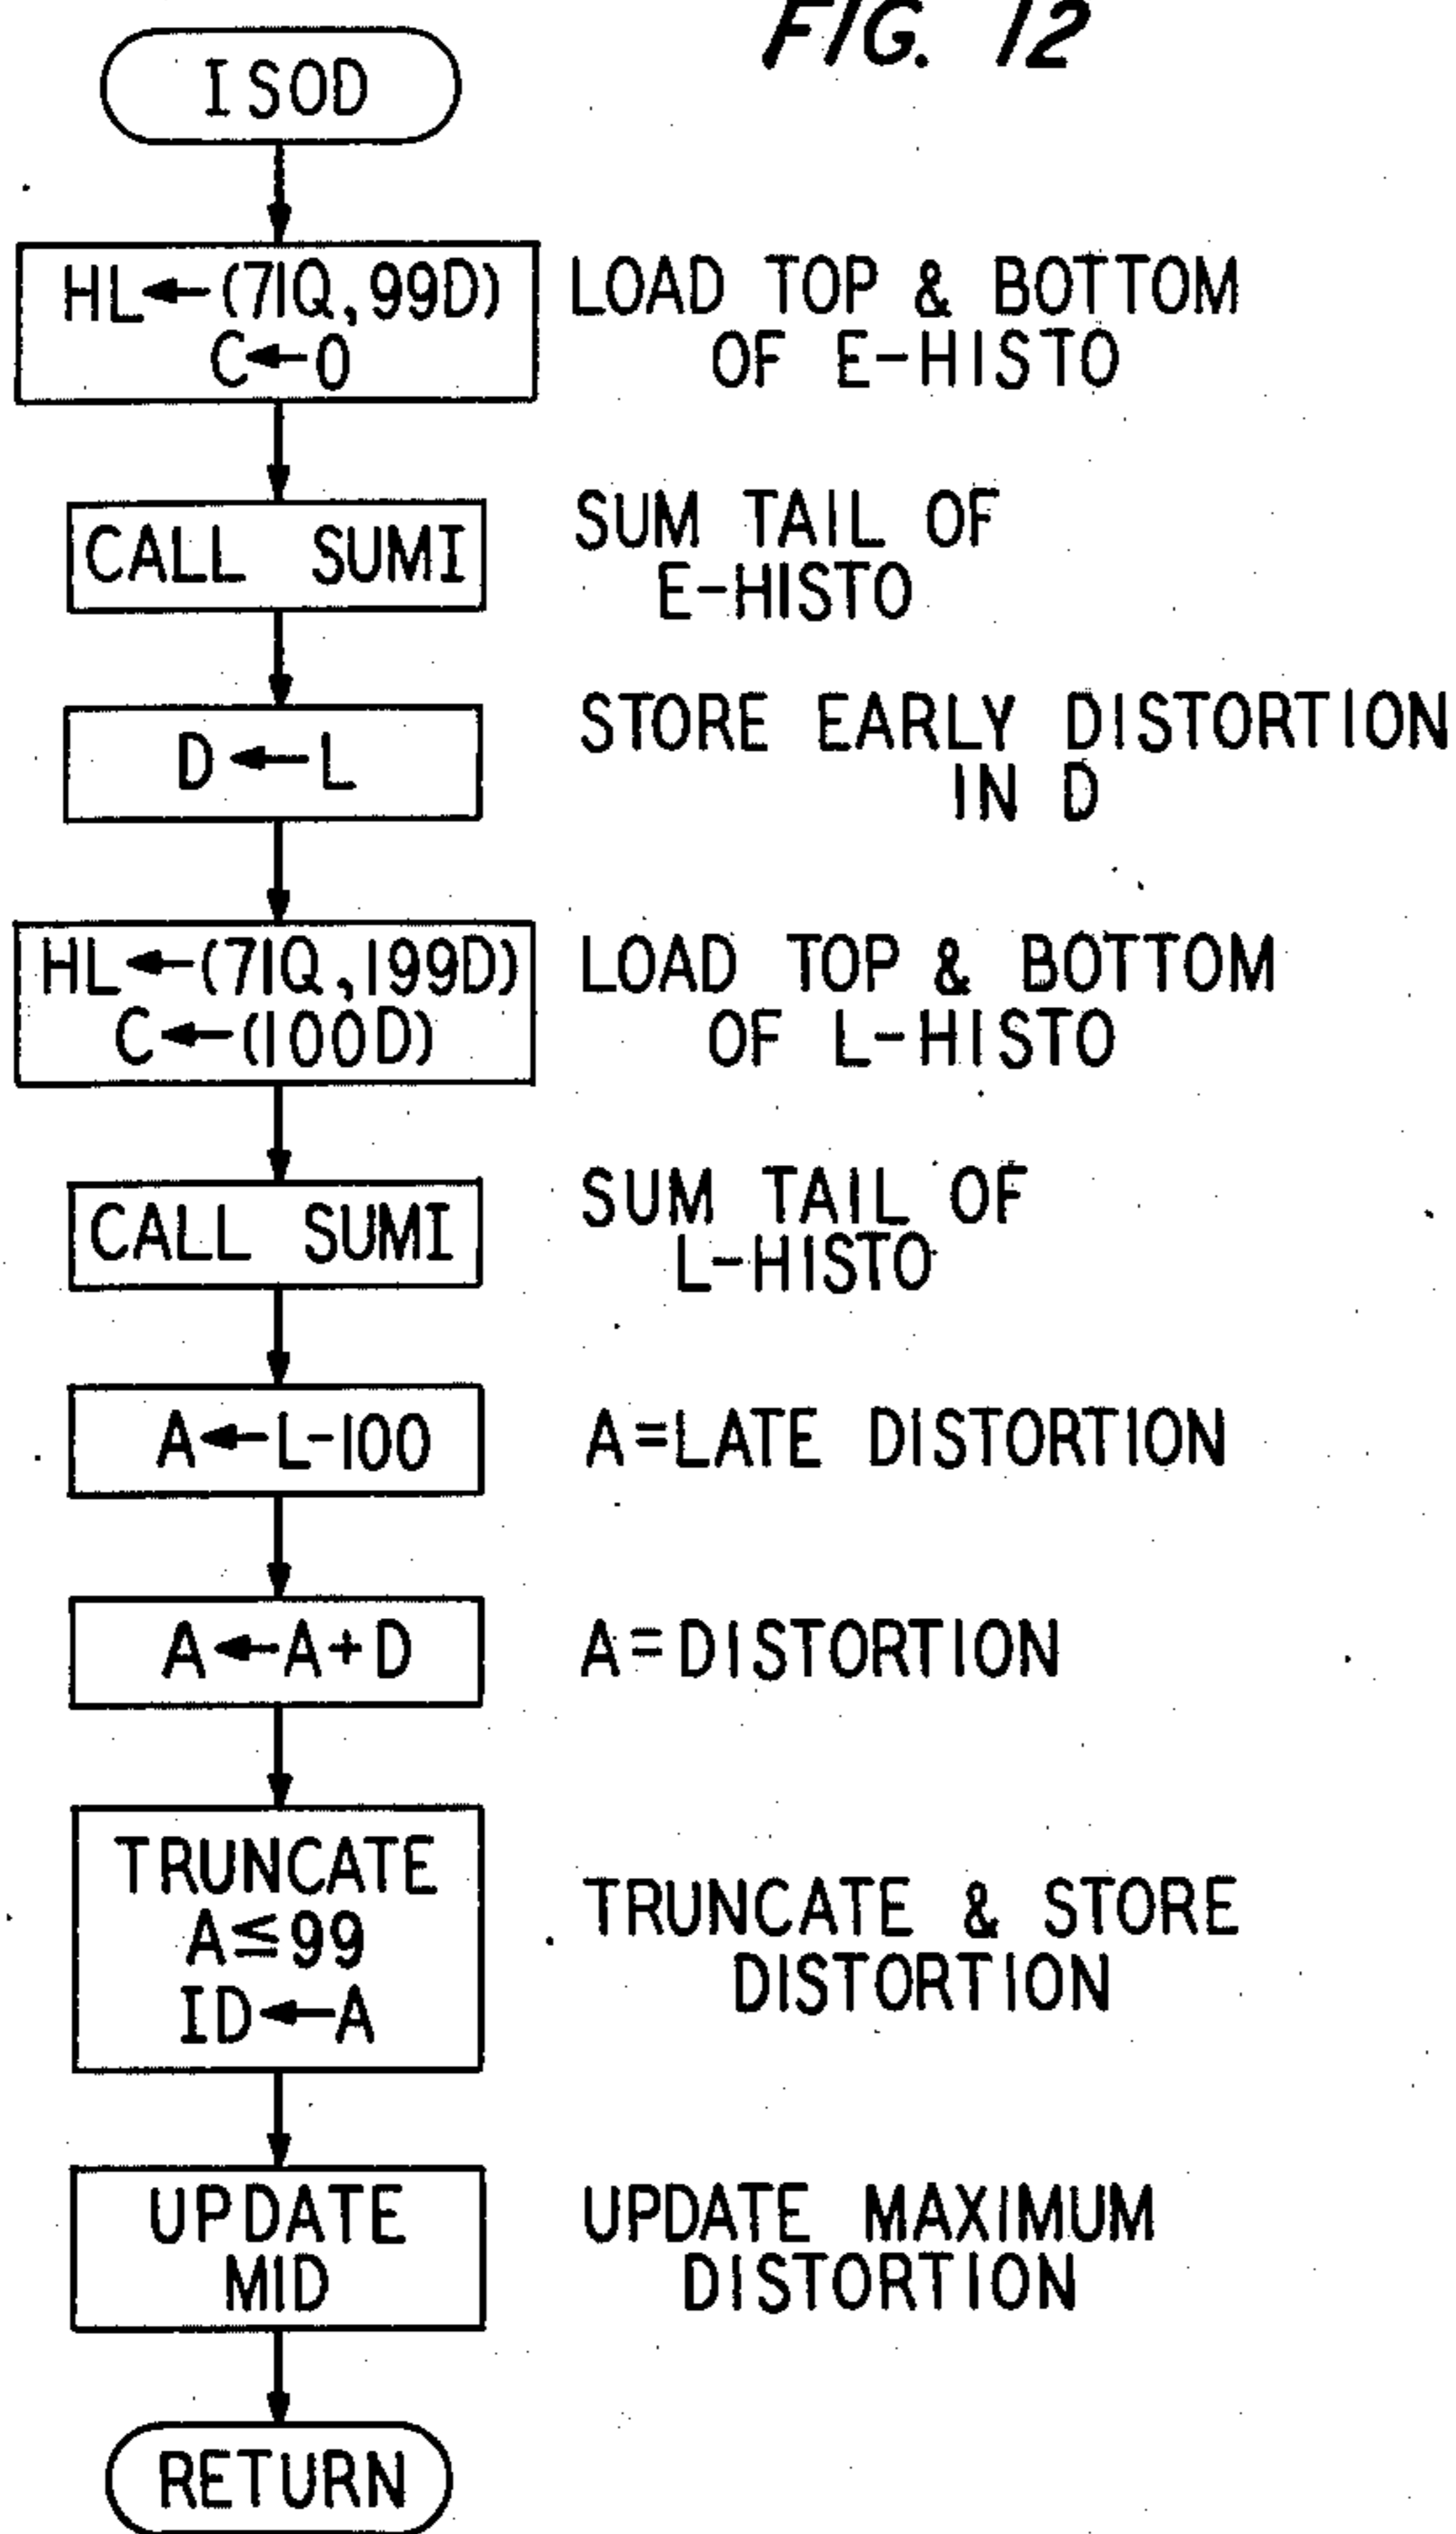 FIG. 12
ISOD
HL←(71Q,99D)
C←0
LOAD TOP & BOTTOM
OF E-HISTO
CALL SUMI
SUM TAIL OF
E-HISTO
D←L
STORE EARLY DISTORTION
IN D
HL←(71Q,199D)
C←(100D)
LOAD TOP & BOTTOM
OF L-HISTO
CALL SUMI
SUM TAIL OF
L-HISTO
A←L-100
A=LATE DISTORTION
A←A+D
A=DISTORTION
TRUNCATE
A≦99
ID←A
TRUNCATE & STORE
DISTORTION
UPDATE
MID
UPDATE MAXIMUM
DISTORTION
RETURN